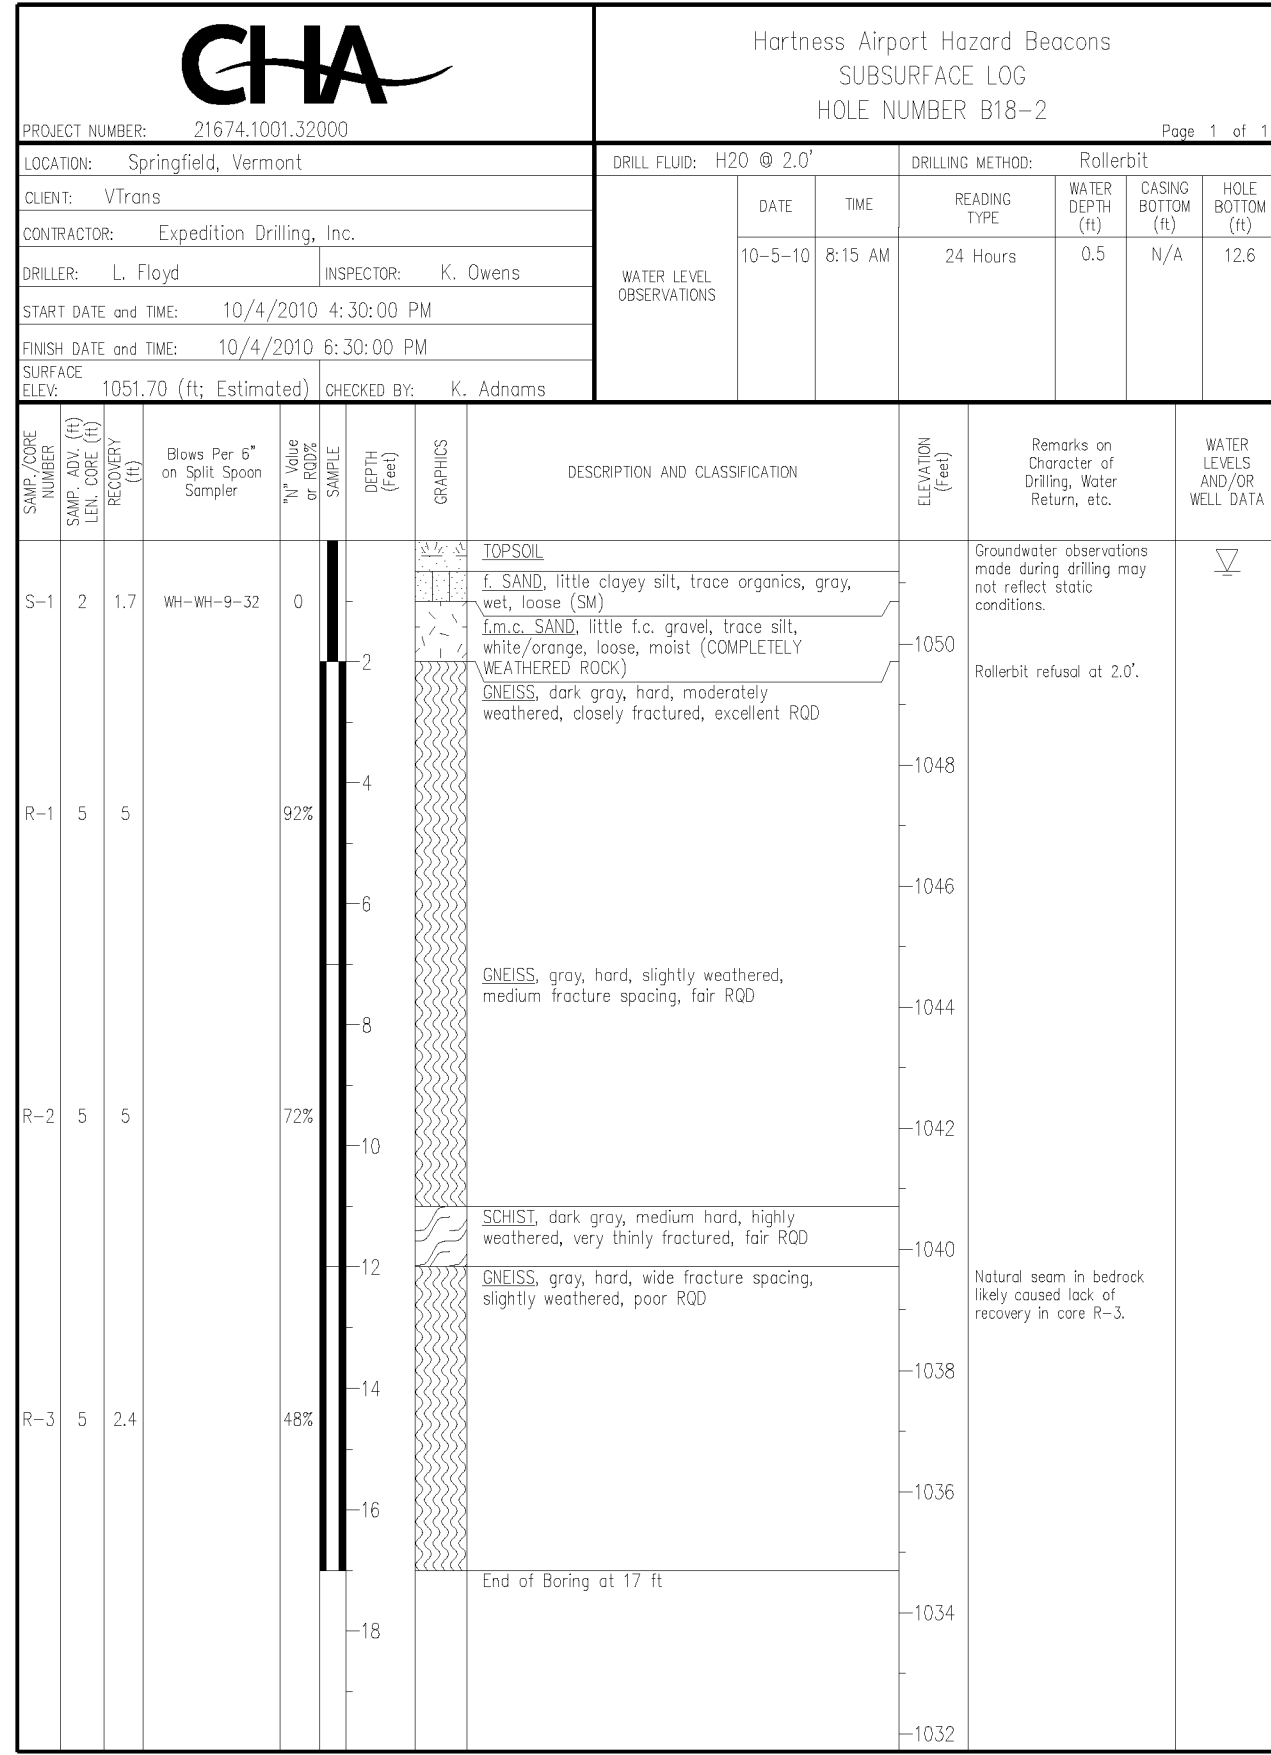 CHA
PROJECT NUMBER: 21674.1001.32000
Hartness Airport Hazard Beacons
SUBSURFACE LOG
HOLE NUMBER B18-2
Page 1 of 1
LOCATION: Springfield, Vermont
CLIENT: VTrans
CONTRACTOR: Expedition Drilling, Inc.
DRILLER: L. Floyd INSPECTOR: K. Owens
START DATE and TIME: 10/4/2010 4:30:00 PM
FINISH DATE and TIME: 10/4/2010 6:30:00 PM
SURFACE
ELEV: 1051.70 (ft; Estimated) CHECKED BY: K. Adnams
DRILL FLUID: H20 @ 2.0' DRILLING METHOD: Rollerbit
WATER LEVEL
OBSERVATIONS
DATE
TIME
READING
TYPE
WATER
DEPTH
(ft)
CASING
BOTTOM
(ft)
HOLE
BOTTOM
(ft)
10-5-10 8:15 AM 24 Hours 0.5 N/A 12.6
SAMP./CORE
NUMBER
SAMP. ADV. (ft)
LEN. CORE (ft)
RECOVERY
(ft)
Blows Per 6"
on Split Spoon
Sampler
"N" Value
or RQD%
SAMPLE
DEPTH
(Feet)
GRAPHICS
DESCRIPTION AND CLASSIFICATION
ELEVATION
(Feet)
Remarks on
Character of
Drilling, Water
Return, etc.
WATER
LEVELS
AND/OR
WELL DATA
TOPSOIL
Groundwater observations
made during drilling may
not reflect static
conditions.
f. SAND, little clayey silt, trace organics, gray,
wet, loose (SM)
S-1 2 1.7 WH-WH-9-32 0
f.m.c. SAND, little f.c. gravel, trace silt,
white/orange, loose, moist (COMPLETELY
WEATHERED ROCK)
1050
2
Rollerbit refusal at 2.0'.
GNEISS, dark gray, hard, moderately
weathered, closely fractured, excellent RQD
1048
4
R-1 5 5 92%
1046
6
GNEISS, gray, hard, slightly weathered,
medium fracture spacing, fair RQD
1044
8
R-2 5 5 72%
1042
10
SCHIST, dark gray, medium hard, highly
weathered, very thinly fractured, fair RQD
1040
12
GNEISS, gray, hard, wide fracture spacing,
slightly weathered, poor RQD
Natural seam in bedrock
likely caused lack of
recovery in core R-3.
1038
14
R-3 5 2.4 48%
1036
16
End of Boring at 17 ft
1034
18
1032